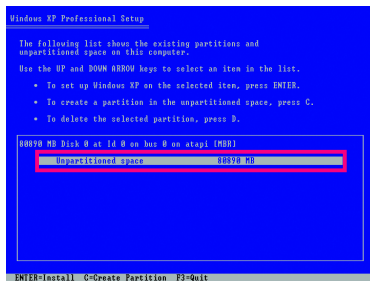 Windows XP Professional Setup
The following list shows the existing partitions and
unpartitioned space on this computer.
Use the UP and DOWN ARROW keys to select an item in the list.
• To set up Windows XP on the selected item, press ENTER.
• To create a partition in the unpartitioned space, press C.
• To delete the selected partition, press D.
80890 MB Disk 0 at Id 0 on bus 0 on atapi [MBR]
Unpartitioned space 80890 MB
ENTER=Install C=Create Partition F3=Quit